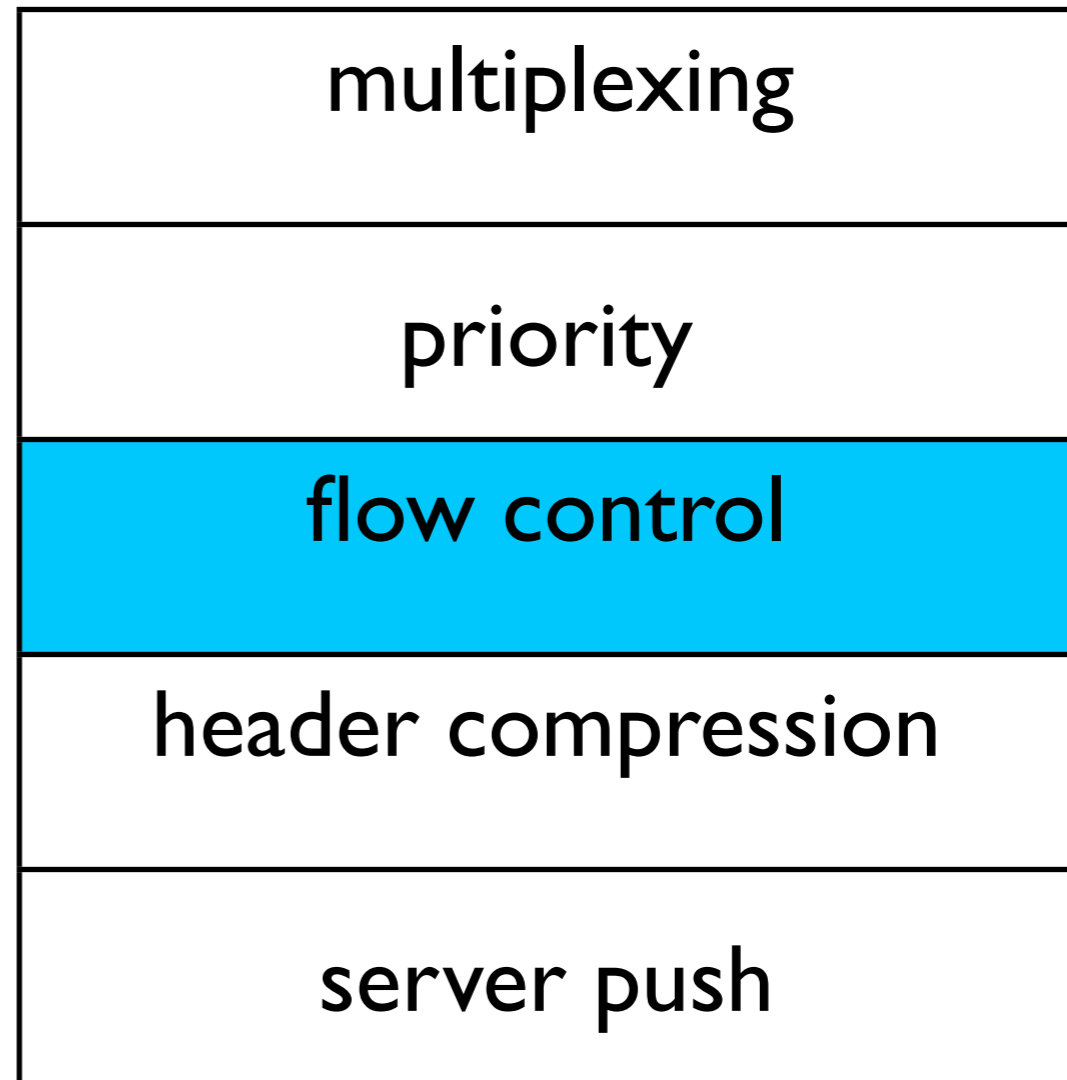 multiplexing
priority
flow control
header compression
server push